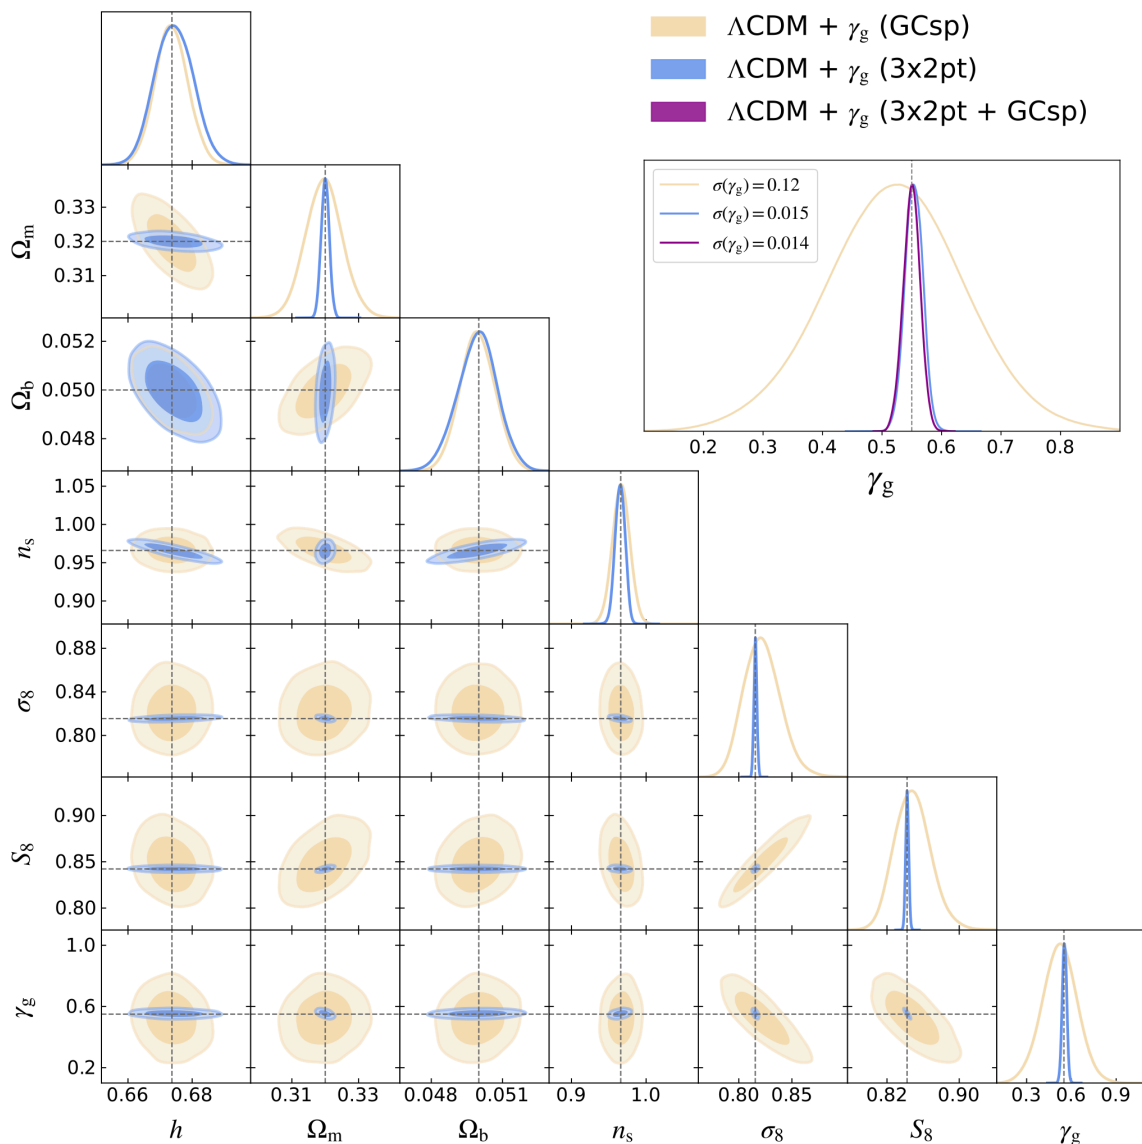 ΛCDM + γg (GCsp)
ΛCDM + γg (3x2pt)
ΛCDM + γg (3x2pt + GCsp)
σ(γg) = 0.12
σ(γg) = 0.015
σ(γg) = 0.014
0.2 0.3 0.4 0.5 0.6 0.7 0.8
γg
0.33
0.32
0.31
Ωm
0.052
0.050
0.048
Ωb
1.05
1.00
0.95
0.90
ns
0.88
0.84
0.80
σ8
0.90
0.85
0.80
S8
1.0
0.6
0.2
γg
0.66 0.68 0.31 0.33 0.048 0.051 0.9 1.0 0.80 0.85 0.82 0.90 0.3 0.6 0.9
h Ωm Ωb ns σ8 S8 γg